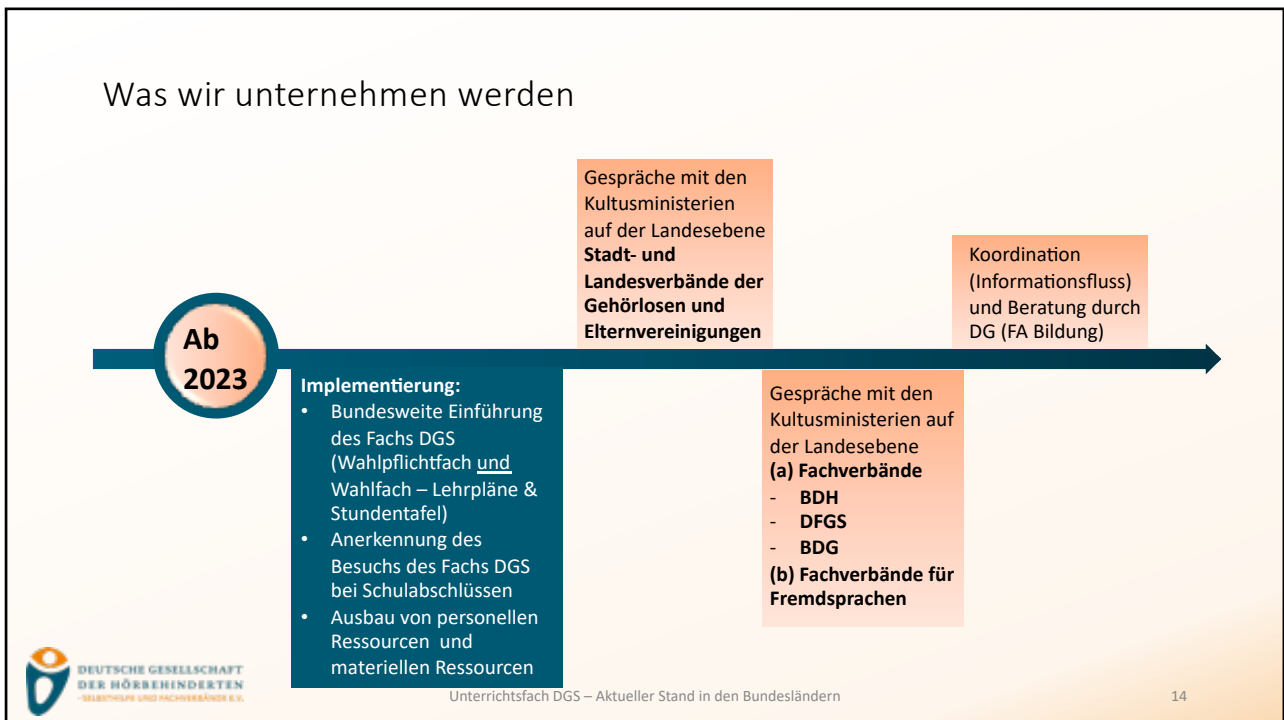 Was wir unternehmen werden
Ab
2023
Implementierung:
• Bundesweite Einführung
des Fachs DGS
(Wahlpflichtfach und
Wahlfach – Lehrpläne &
Stundentafel)
• Anerkennung des
Besuchs des Fachs DGS
bei Schulabschlüssen
• Ausbau von personellen
Ressourcen und
materiellen Ressourcen
Gespräche mit den
Kultusministerien
auf der Landesebene
Stadt- und
Landesverbände der
Gehörlosen und
Elternvereinigungen
Gespräche mit den
Kultusministerien auf
der Landesebene
(a) Fachverbände
- BDH
- DFGS
- BDG
(b) Fachverbände für
Fremdsprachen
Koordination
(Informationsfluss)
und Beratung durch
DG (FA Bildung)
DEUTSCHE GESELLSCHAFT
DER HÖRBEHINDERTEN
-SELBSTHILFE UND FACHVERBÄNDE E.V.
Unterrichtsfach DGS – Aktueller Stand in den Bundesländern
14